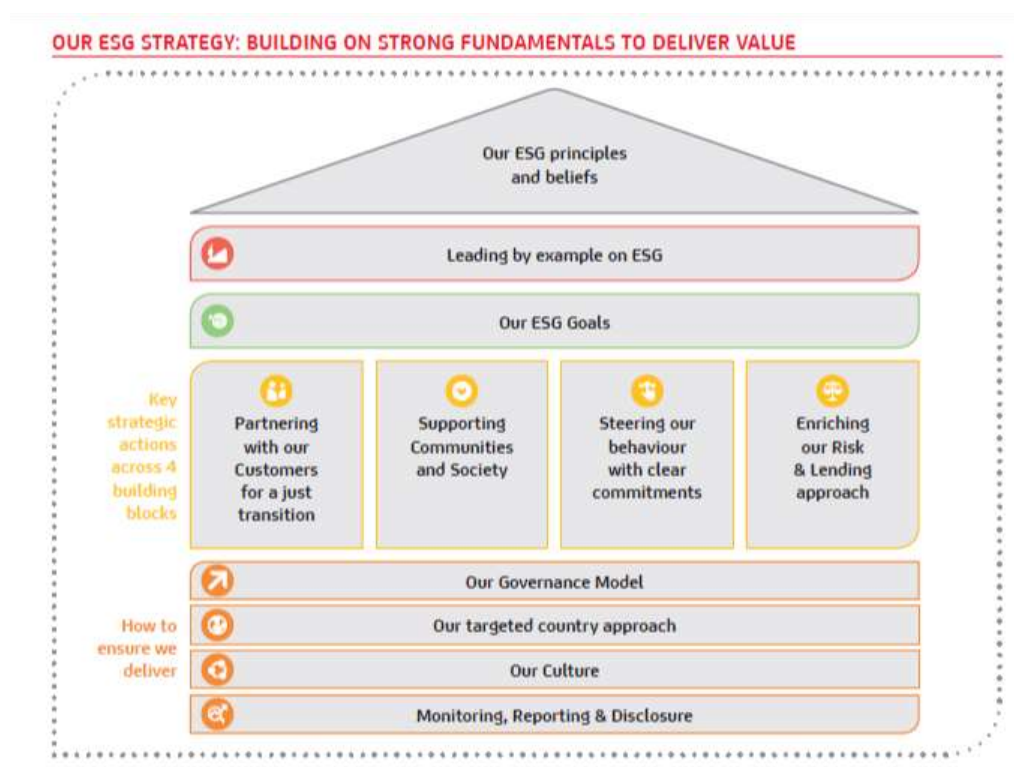 OUR ESG STRATEGY: BUILDING ON STRONG FUNDAMENTALS TO DELIVER VALUE
Our ESG principles
and beliefs
Leading by example on ESG
Our ESG Goals
Key
strategic
actions
across 4
building
blocks
Partnering
with our
Customers
for a just
transition
Supporting
Communities
and Society
Steering our
behaviour
with clear
commitments
Enriching
our Risk
& Lending
approach
How to
ensure we
deliver
Our Governance Model
Our targeted country approach
Our Culture
Monitoring, Reporting & Disclosure